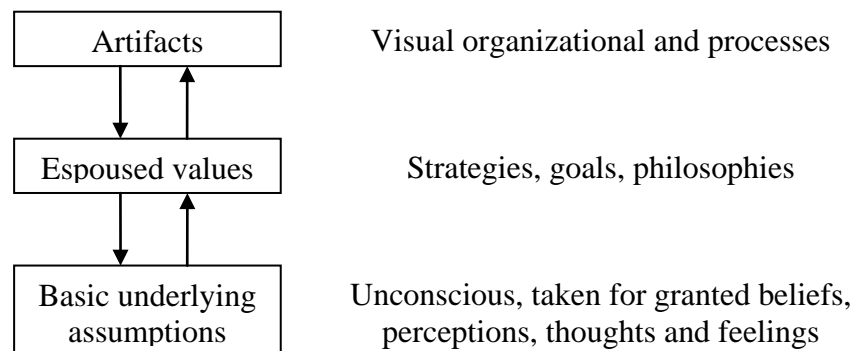 Artifacts
Visual organizational and processes
Espoused values
Strategies, goals, philosophies
Basic underlying
assumptions
Unconscious, taken for granted beliefs,
perceptions, thoughts and feelings